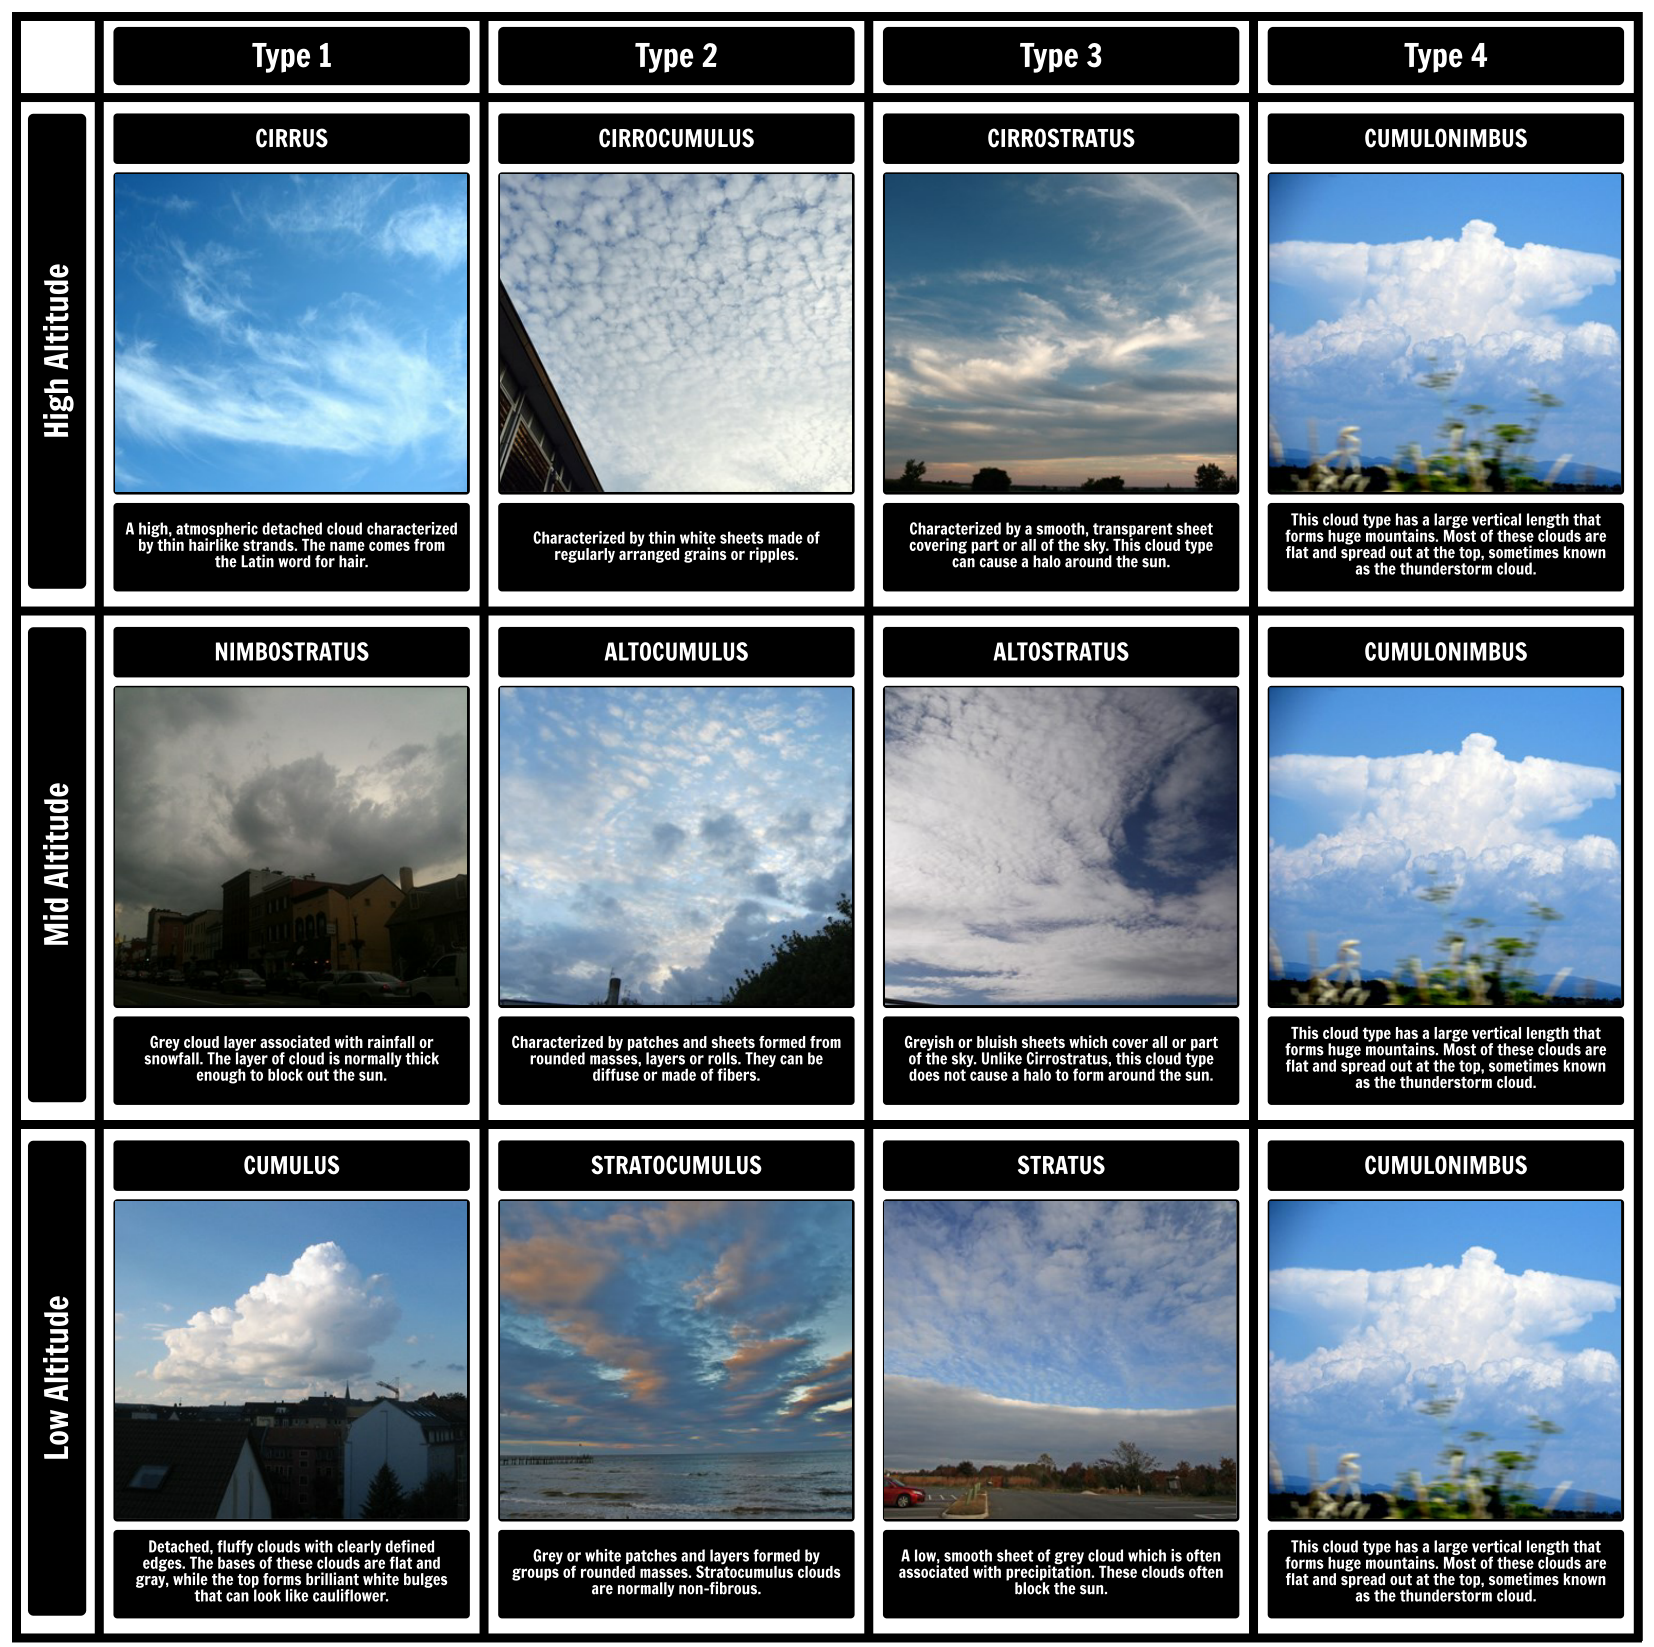 Type 1
Type 2
Type 3
Type 4
High Altitude
CIRRUS
A high, atmospheric detached cloud characterized
by thin hairlike strands. The name comes from
the Latin word for hair.
CIRROCUMULUS
Characterized by thin white sheets made of
regularly arranged grains or ripples.
CIRROSTRATUS
Characterized by a smooth, transparent sheet
covering part or all of the sky. This cloud type
can cause a halo around the sun.
CUMULONIMBUS
This cloud type has a large vertical length that
forms huge mountains. Most of these clouds are
flat and spread out at the top, sometimes known
as the thunderstorm cloud.
Mid Altitude
NIMBOSTRATUS
Grey cloud layer associated with rainfall or
snowfall. The layer of cloud is normally thick
enough to block out the sun.
ALTOCUMULUS
Characterized by patches and sheets formed from
rounded masses, layers or rolls. They can be
diffuse or made of fibers.
ALTOSTRATUS
Greyish or bluish sheets which cover all or part
of the sky. Unlike Cirrostratus, this cloud type
does not cause a halo to form around the sun.
CUMULONIMBUS
This cloud type has a large vertical length that
forms huge mountains. Most of these clouds are
flat and spread out at the top, sometimes known
as the thunderstorm cloud.
Low Altitude
CUMULUS
Detached, fluffy clouds with clearly defined
edges. The bases of these clouds are flat and
gray, while the top forms brilliant white bulges
that can look like cauliflower.
STRATOCUMULUS
Grey or white patches and layers formed by
groups of rounded masses. Stratocumulus clouds
are normally non-fibrous.
STRATUS
A low, smooth sheet of grey cloud which is often
associated with precipitation. These clouds often
block the sun.
CUMULONIMBUS
This cloud type has a large vertical length that
forms huge mountains. Most of these clouds are
flat and spread out at the top, sometimes known
as the thunderstorm cloud.